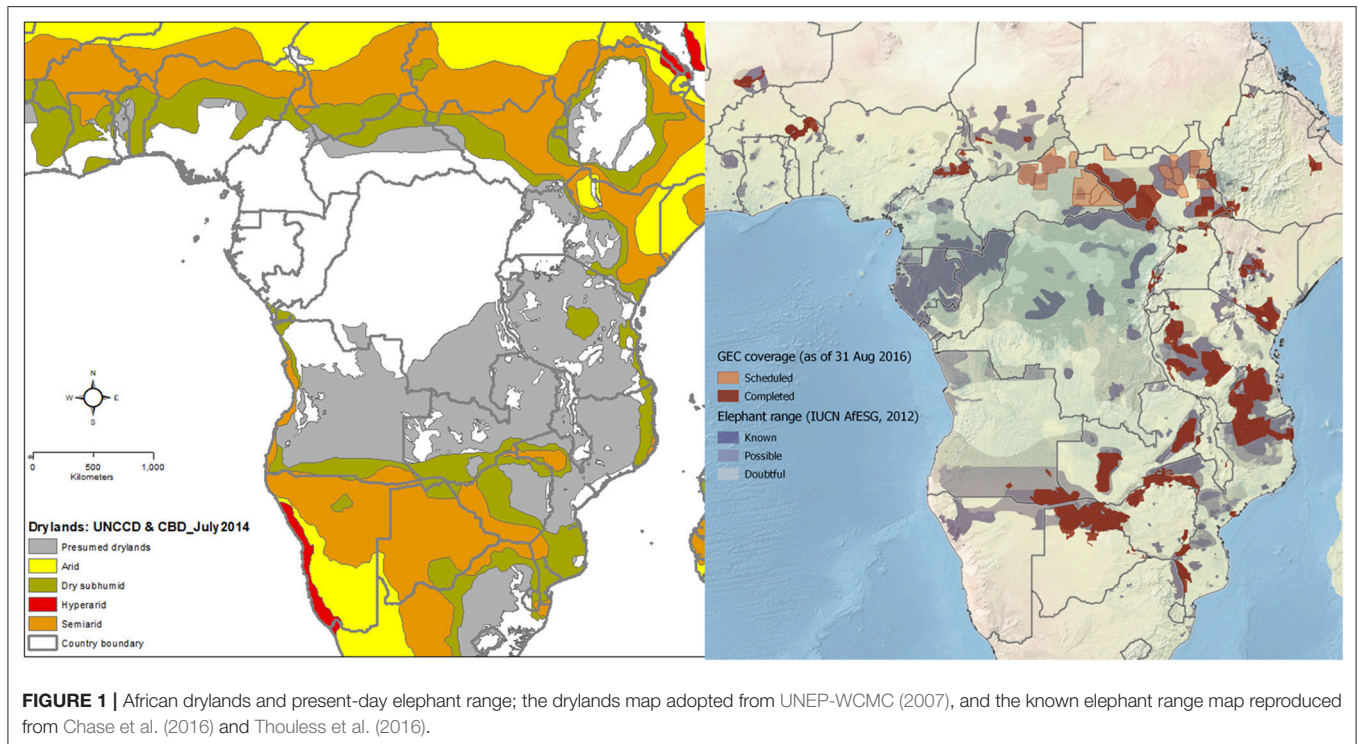 N
W
E
S
0
500
1,000
Kilometers
Drylands: UNCCD & CBD_July2014
Presumed drylands
Arid
Dry subhumid
Hyperarid
Semiarid
Country boundary
GEC coverage (as of 31 Aug 2016)
Scheduled
Completed
Elephant range (IUCN AfESG, 2012)
Known
Possible
Doubtful
FIGURE 1 | African drylands and present-day elephant range; the drylands map adopted from UNEP-WCMC (2007), and the known elephant range map reproduced
from Chase et al. (2016) and Thouless et al. (2016).